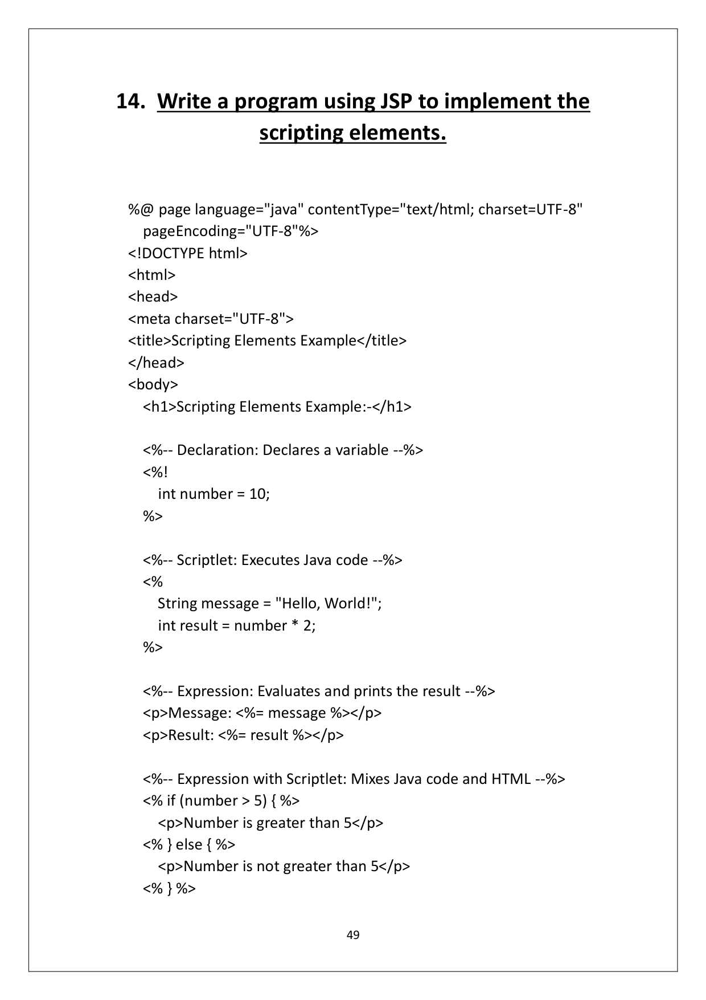 14. Write a program using JSP to implement the
scripting elements.
%@ page language="java" contentType="text/html; charset=UTF-8"
pageEncoding="UTF-8"%>
<!DOCTYPE html>
<html>
<head>
<meta charset="UTF-8">
<title>Scripting Elements Example</title>
</head>
<body>
<h1>Scripting Elements Example:-</h1>
<%-- Declaration: Declares a variable --%>
<%!
int number = 10;
%>
<%-- Scriptlet: Executes Java code --%>
<%
String message = "Hello, World!";
int result = number * 2;
%>
<%-- Expression: Evaluates and prints the result --%>
<p>Message: <%= message %></p>
<p>Result: <%= result %></p>
<%-- Expression with Scriptlet: Mixes Java code and HTML --%>
<% if (number > 5) { %>
<p>Number is greater than 5</p>
<% } else { %>
<p>Number is not greater than 5</p>
<% } %>
49